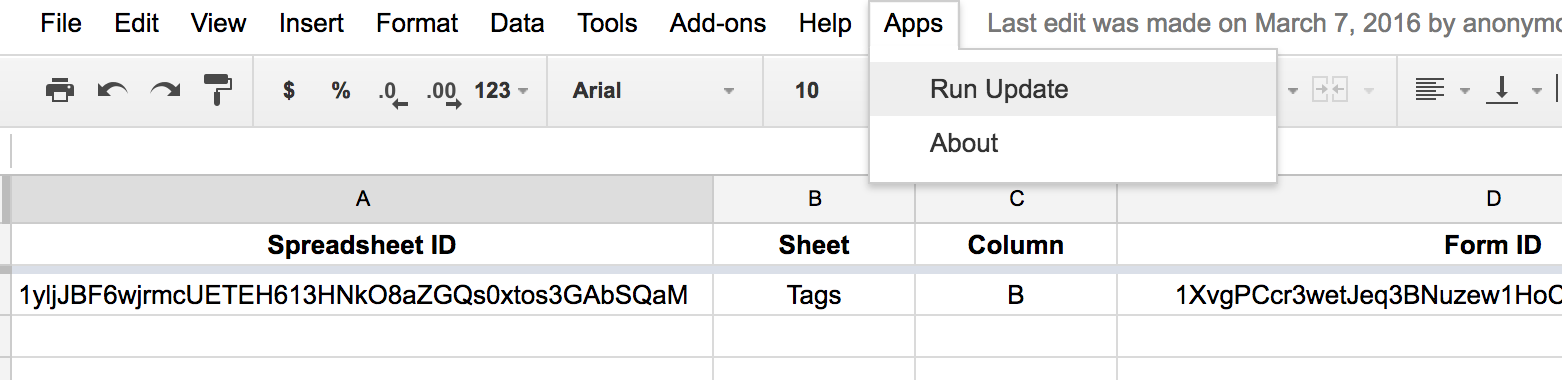 File Edit View Insert Format Data Tools Add-ons Help Apps Last edit was made on March 7, 2016 by anonymo
$ % .0 .00 123 Arial 10
Run Update
About
A B C D
Spreadsheet ID Sheet Column Form ID
1yljJBF6wjrmcUETEH613HNkO8aZGQs0xtos3GAbSQaM Tags B 1XvgPCcr3wetJeq3BNuzew1HoC